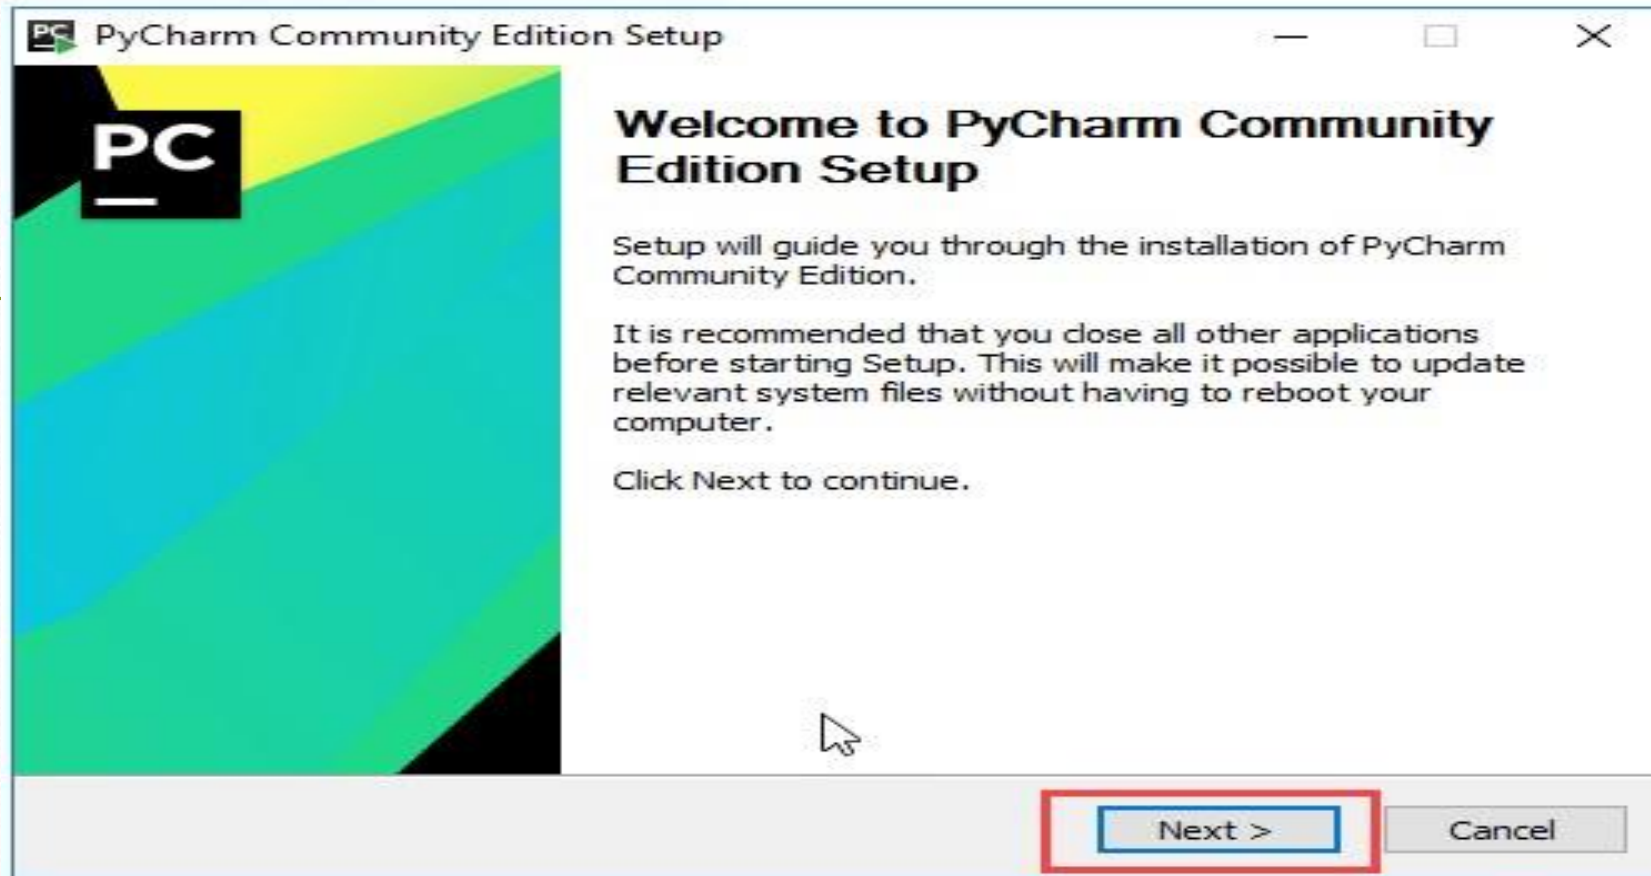 PyCharm Community Edition Setup
PC
Welcome to PyCharm Community
Edition Setup
Setup will guide you through the installation of PyCharm
Community Edition.
It is recommended that you close all other applications
before starting Setup. This will make it possible to update
relevant system files without having to reboot your
computer.
Click Next to continue.
Next >
Cancel